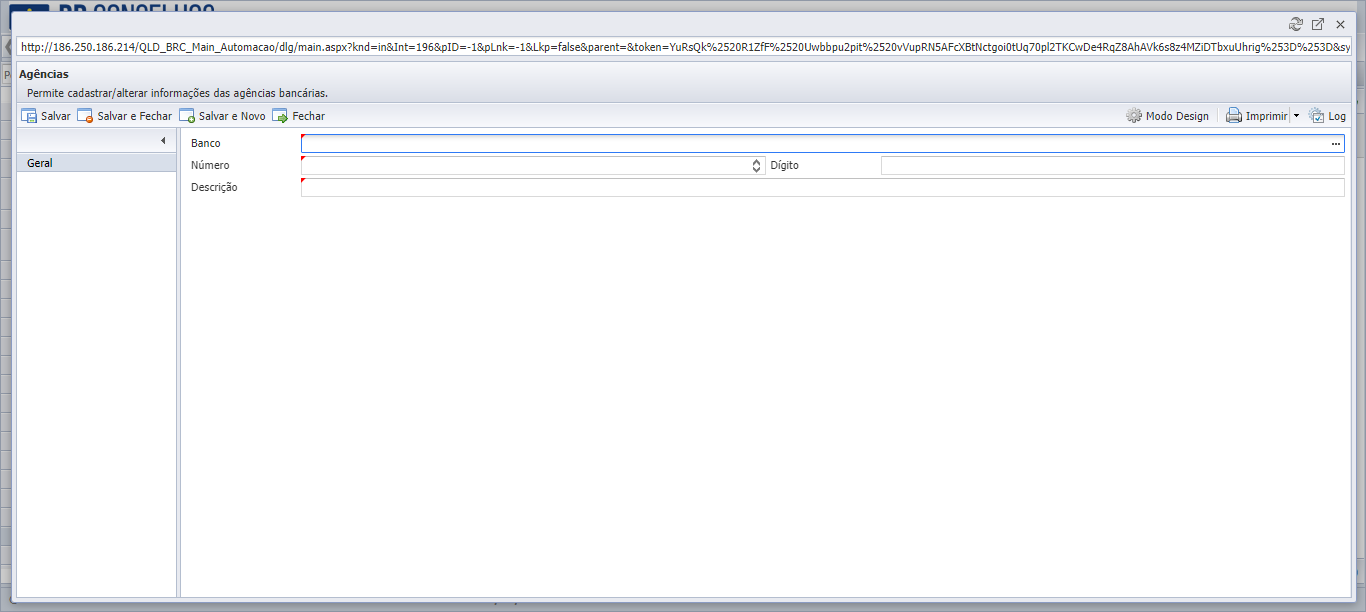 BR CONSELHOS
http://186.250.186.214/QLD_BRC_Main_Automacao/dlg/main.aspx?knd=in&Int=196&pID=-1&pLnk=-1&Lkp=false&parent=&token=YuRsQk%2520R1ZfF%2520Uwbbpu2pit%2520vVupRN5AFcXBtNctgoi0tUq70pl2TKCwDe4RqZ8AhAVk6s8z4MZiDTbxuUhrig%253D%253D&sy
Agências
Permite cadastrar/alterar informações das agências bancárias.
Salvar Salvar e Fechar Salvar e Novo Fechar Modo Design Imprimir Log
Geral
Banco ...
Número Dígito
Descrição